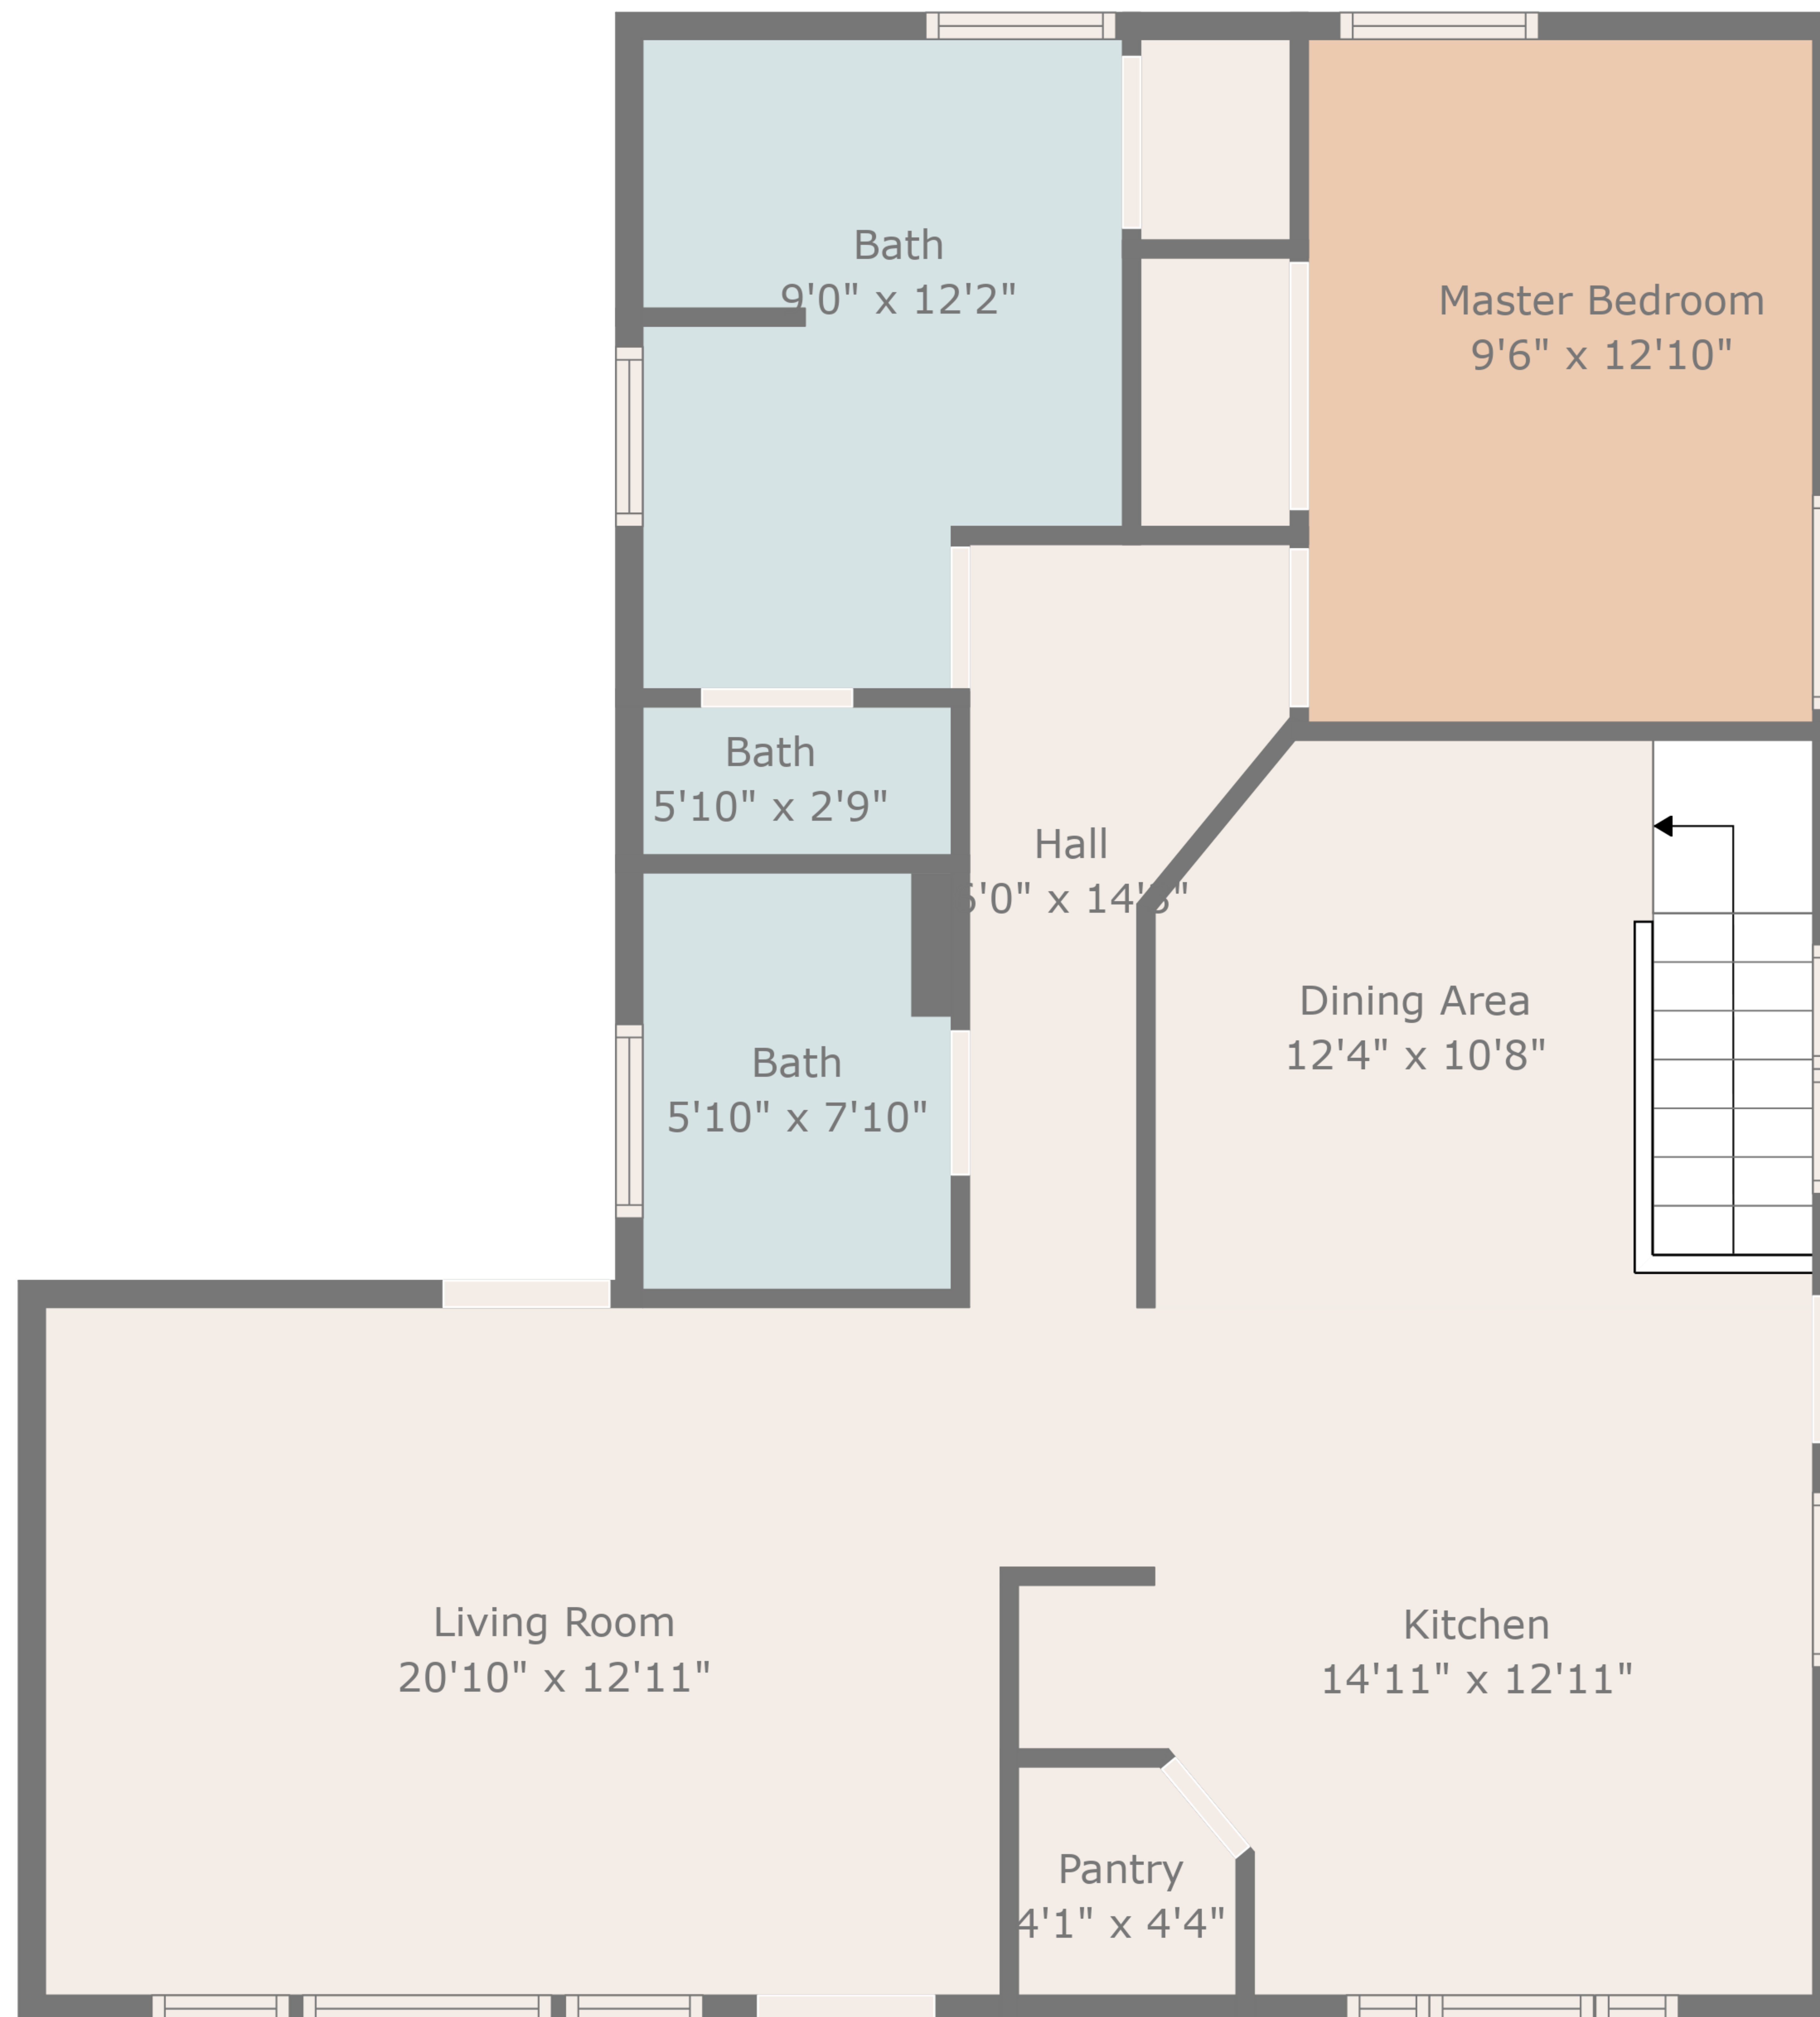 Bath
9'0" x 12'2"
Master Bedroom
9'6" x 12'10"
Bath
5'10" x 2'9"
Hall
x
Dining Area
12'4" x 10'8"
Bath
5'10" x 7'10"
Living Room
20'10" x 12'11"
Kitchen
14'11" x 12'11"
Pantry
4'1" x 4'4"